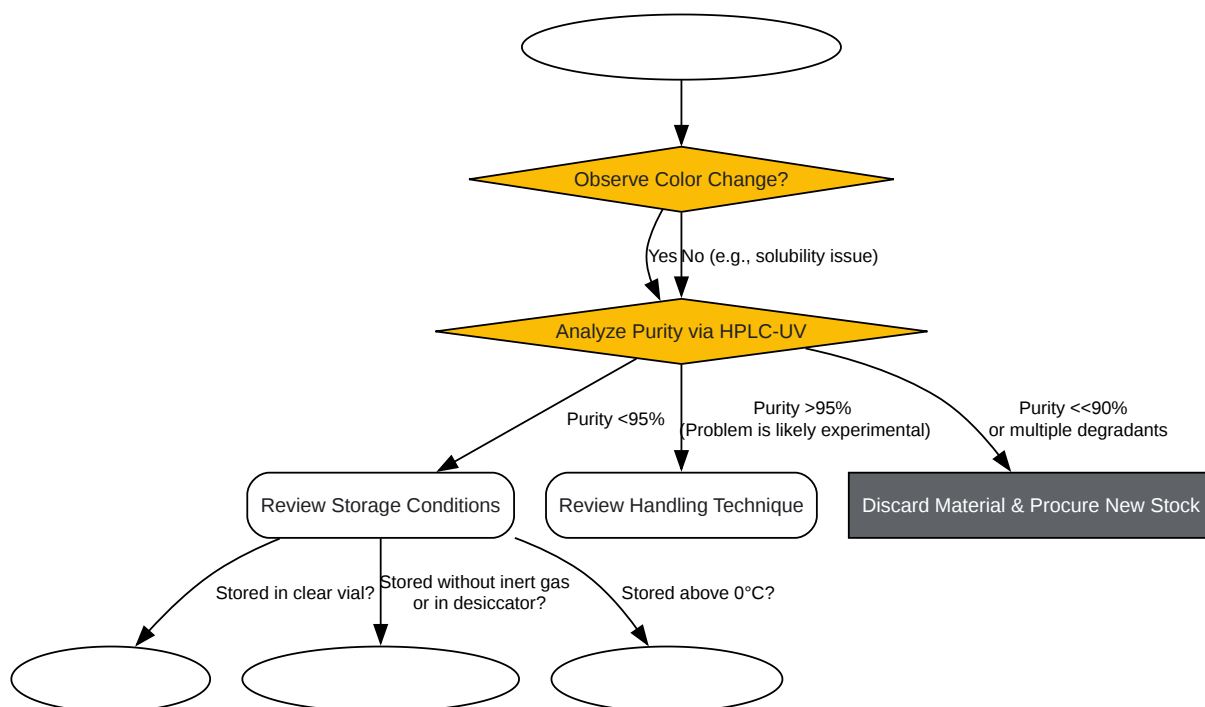 Observe Color Change?
Yes
No (e.g., solubility issue)
Analyze Purity via HPLC-UV
Purity <95%
Purity >95%
(Problem is likely experimental)
Purity <<90%
or multiple degradants
Review Storage Conditions
Review Handling Technique
Discard Material & Procure New Stock
Stored in clear vial?
Stored without inert gas
or in desiccator?
Stored above 0°C?